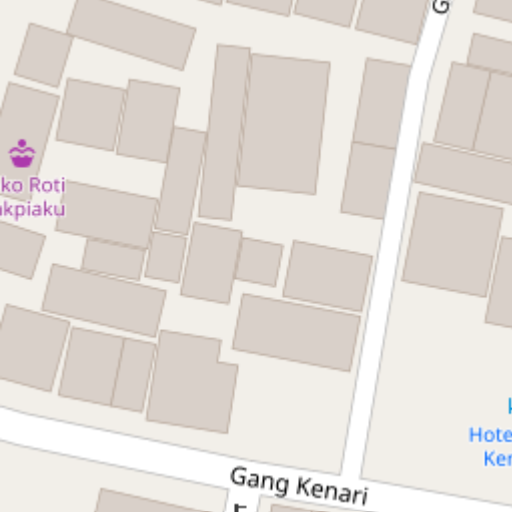 G
ko Roti
akpiaku
k
Hote
Ker
Gang Kenari